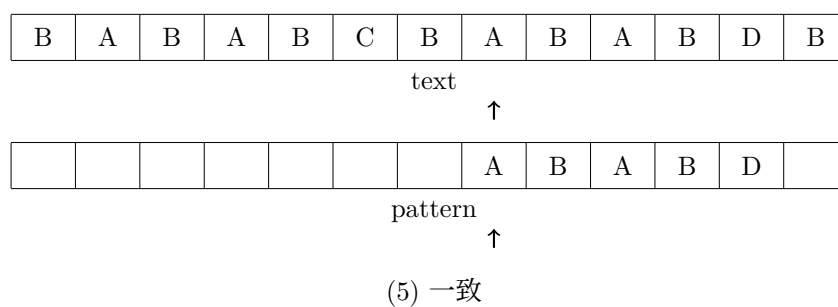 B A B A B C B A B A B D B
text
↑
A B A B D
pattern
↑
(5) 一致